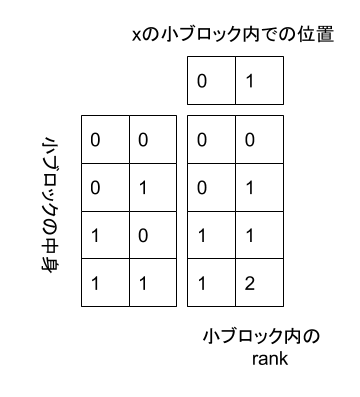 xの小ブロック内での位置
0 1
小ブロックの中身
0 0 0 0
0 1 0 1
1 0 1 1
1 1 1 2
小ブロック内の
rank